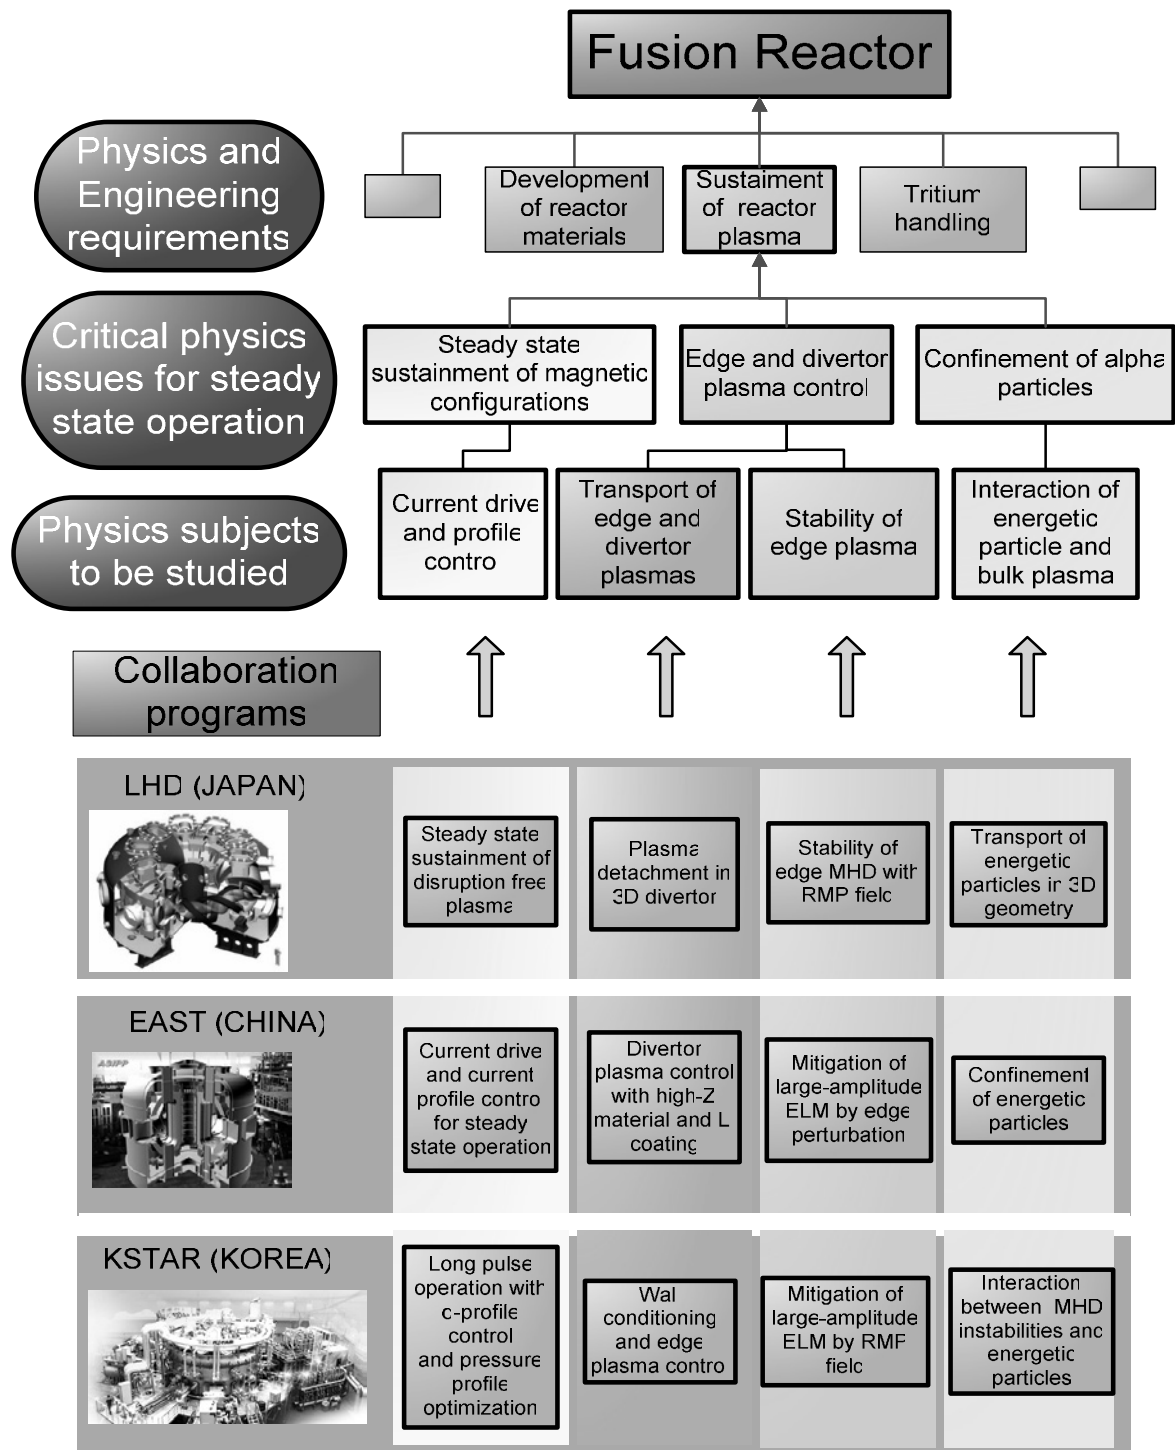 Fusion Reactor
Physics and
Engineering
requirements
Development
of reactor
materials
Sustaiment
of reactor
plasma
Tritium
handling
Critical physics
issues for steady
state operation
Steady state
sustainment of magnetic
configurations
Edge and divertor
plasma control
Confinement of alpha
particles
Physics subjects
to be studied
Current drive
and profile
contro
Transport of
edge and
divertor
plasmas
Stability of
edge plasma
Interaction of
energetic
particle and
bulk plasma
Collaboration
programs
LHD (JAPAN)
Steady state
sustainment of
disruption free
plasma
Plasma
detachment in
3D divertor
Stability of
edge MHD with
RMP field
Transport of
energetic
particles in 3D
geometry
EAST (CHINA)
ASIPP
Current drive
and current
profile contro
for steady
state operation
Divertor
plasma control
with high-Z
material and L
coating
Mitigation of
large-amplitude
ELM by edge
perturbation
Confinement
of energetic
particles
KSTAR (KOREA)
Long pulse
operation with
q-profile
control
and pressure
profile
optimization
Wal
conditioning
and edge
plasma contro
Mitigation of
large-amplitude
ELM by RMP
field
Interaction
between MHD
instabilities and
energetic
particles